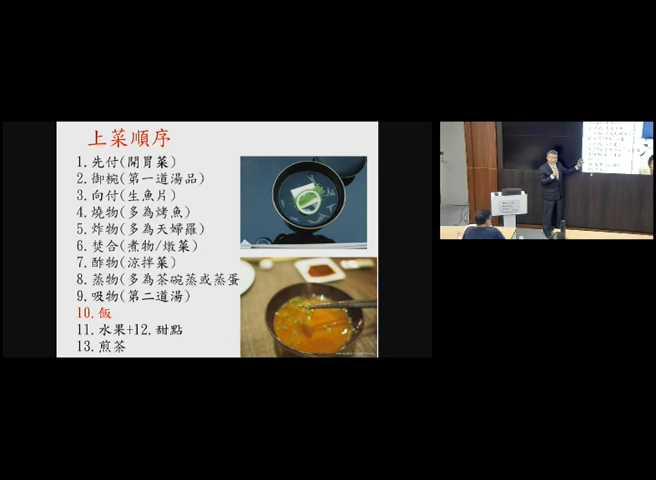 上菜順序
1. 先付(開胃菜)
2. 御椀(第一道湯品)
3. 向付(生魚片)
4. 燒物(多為烤魚)
5. 炸物(多為天婦羅)
6. 焚合(煮物/燉菜)
7. 酢物(涼拌菜)
8. 蒸物(多為茶碗蒸或蒸蛋
9. 吸物(第二道湯)
10. 飯
11. 水果+12. 甜點
13. 煎茶